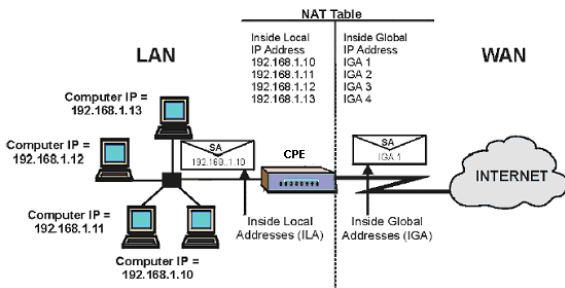 NAT Table
LAN
WAN
Inside Local
IP Address
192.168.1.10
192.168.1.11
192.168.1.12
192.168.1.13
Inside Global
IP Address
IGA 1
IGA 2
IGA 3
IGA 4
Computer IP =
192.168.1.13
Computer IP =
192.168.1.12
Computer IP =
192.168.1.11
Computer IP =
192.168.1.10
SA
192.168..1.10
CPE
SA
IGA 1
INTERNET
Inside Local
Addresses (ILA)
Inside Global
Addresses (IGA)